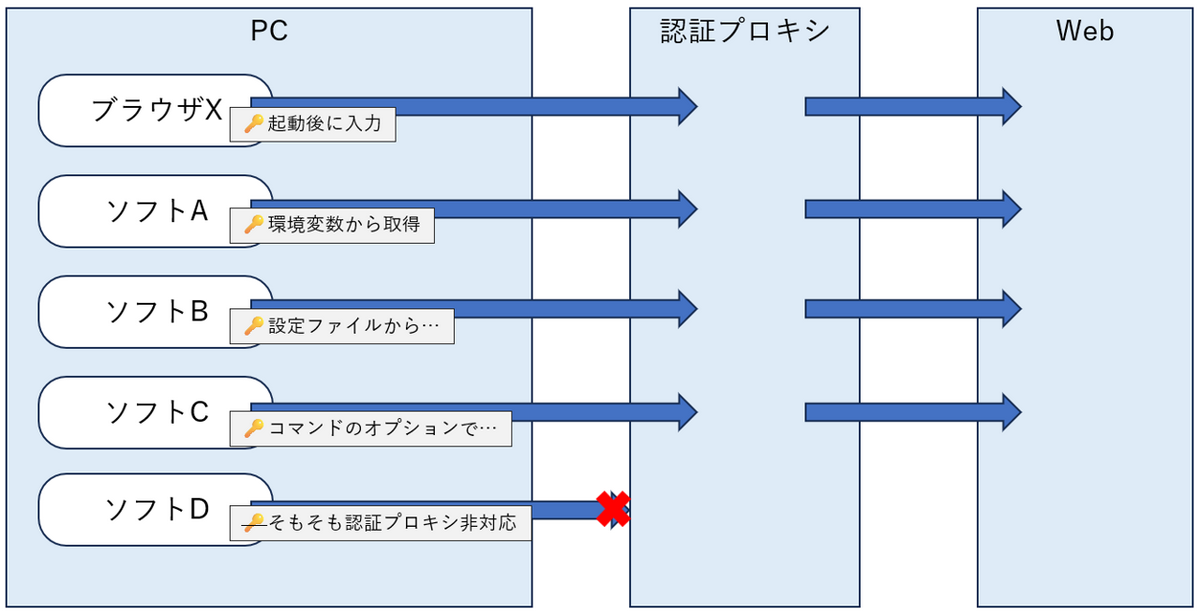 PC
認証プロキシ
Web
ブラウザX
🔑起動後に入力
ソフトA
🔑環境変数から取得
ソフトB
🔑設定ファイルから…
ソフトC
🔑コマンドのオプションで…
ソフトD
🔑そもそも認証プロキシ非対応